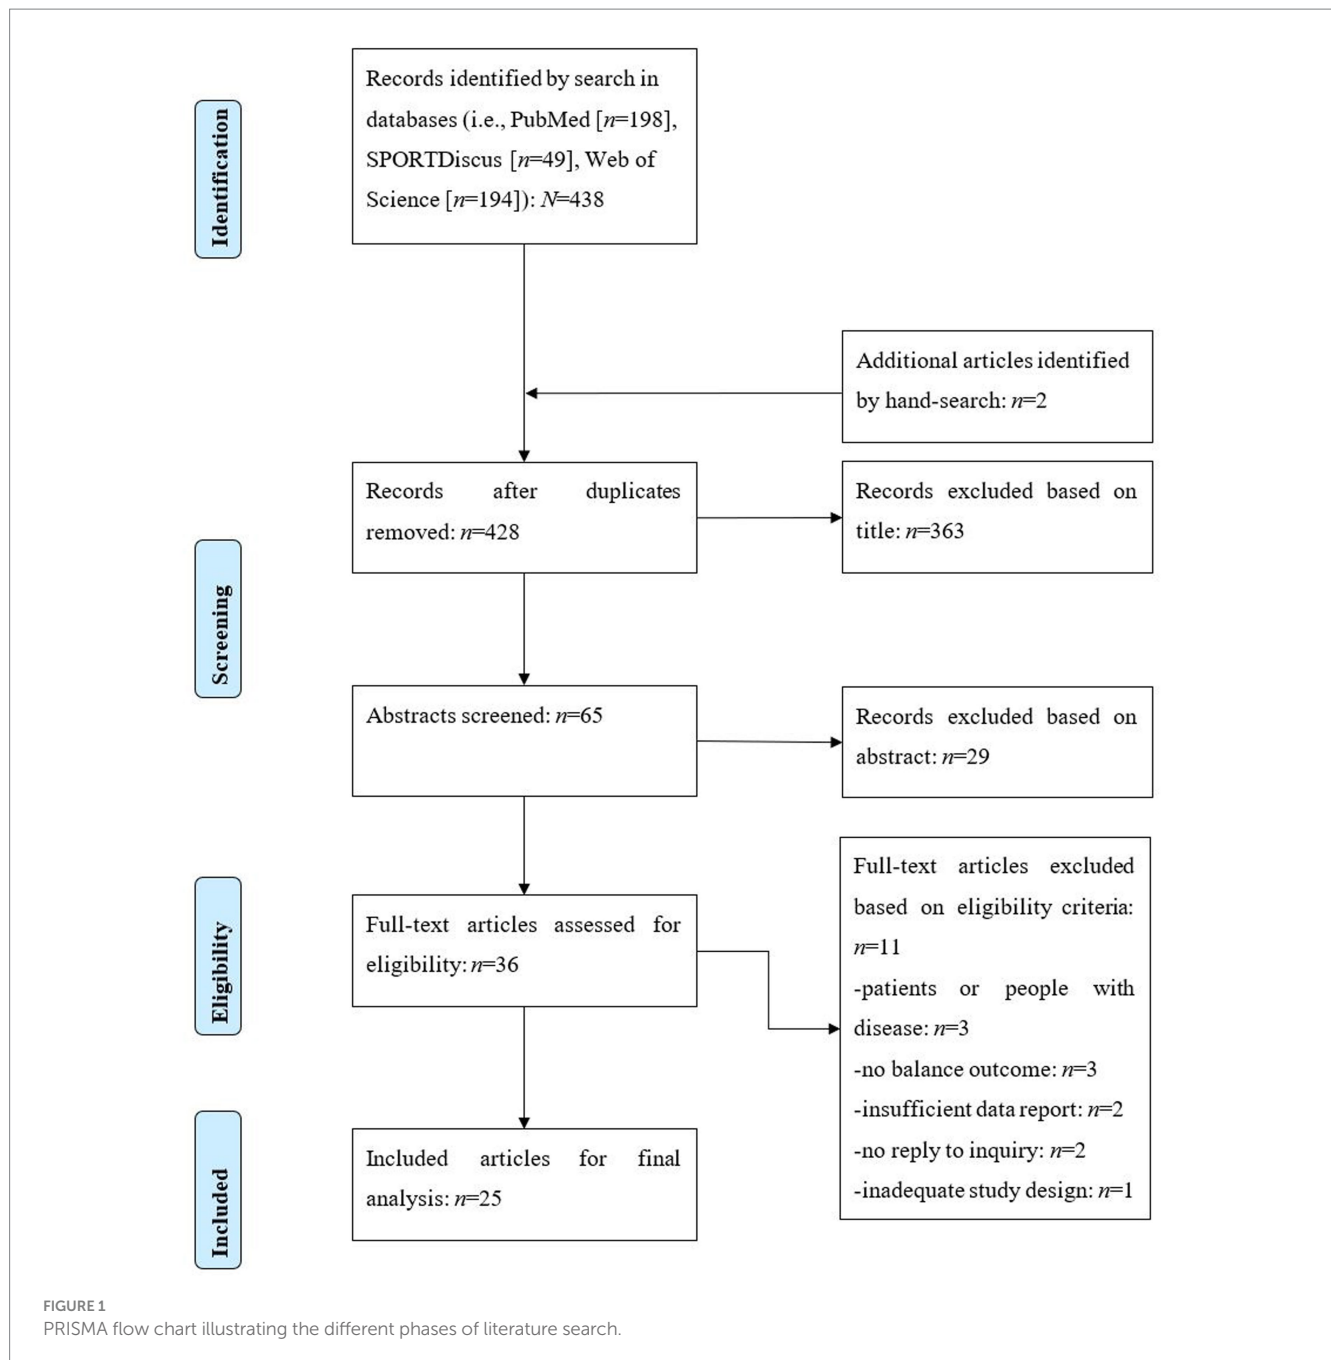 Identification
Records identified by search in
databases (i.e., PubMed [n=198],
SPORTDiscus [n=49], Web of
Science [n=194]): N=438
Additional articles identified
by hand-search: n=2
Screening
Records after duplicates
removed: n=428
Records excluded based on
title: n=363
Abstracts screened: n=65
Records excluded based on
abstract: n=29
Eligibility
Full-text articles assessed for
eligibility: n=36
Full-text articles excluded
based on eligibility criteria:
n=11
-patients or people with
disease: n=3
-no balance outcome: n=3
-insufficient data report: n=2
-no reply to inquiry: n=2
-inadequate study design: n=1
Included
Included articles for final
analysis: n=25
FIGURE 1
PRISMA flow chart illustrating the different phases of literature search.